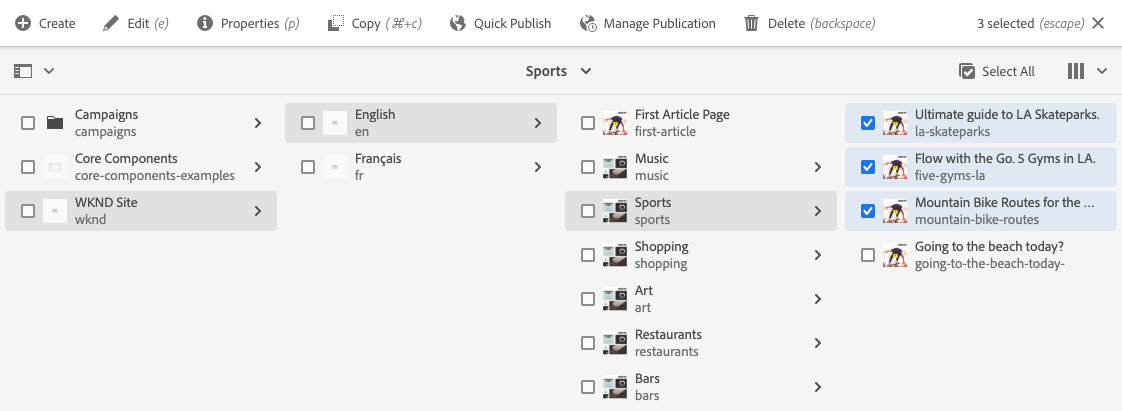 Create Edit (e) Properties (p) Copy (⌘+c) Quick Publish Manage Publication Delete (backspace) 3 selected (escape)
Sports Select All
Campaigns
campaigns
Core Components
core-components-examples
WKND Site
wknd
English
en
Français
fr
First Article Page
first-article
Music
music
Sports
sports
Shopping
shopping
Art
art
Restaurants
restaurants
Bars
bars
Ultimate guide to LA Skateparks.
la-skateparks
Flow with the Go. 5 Gyms in LA.
five-gyms-la
Mountain Bike Routes for the ...
mountain-bike-routes
Going to the beach today?
going-to-the-beach-today-